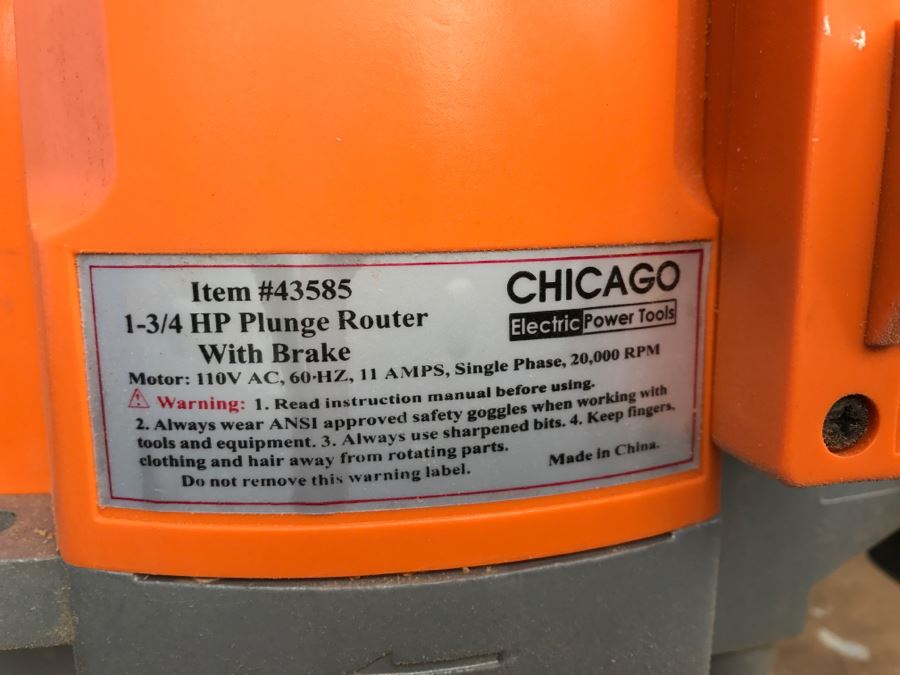 Item #43585
1-3/4 HP Plunge Router
With Brake
CHICAGO
Electric Power Tools
Motor: 110V AC, 60-HZ, 11 AMPS, Single Phase, 20,000 RPM
Warning: 1. Read instruction manual before using.
2. Always wear ANSI approved safety goggles when working with
tools and equipment. 3. Always use sharpened bits. 4. Keep fingers,
clothing and hair away from rotating parts.
Do not remove this warning label.
Made in China.